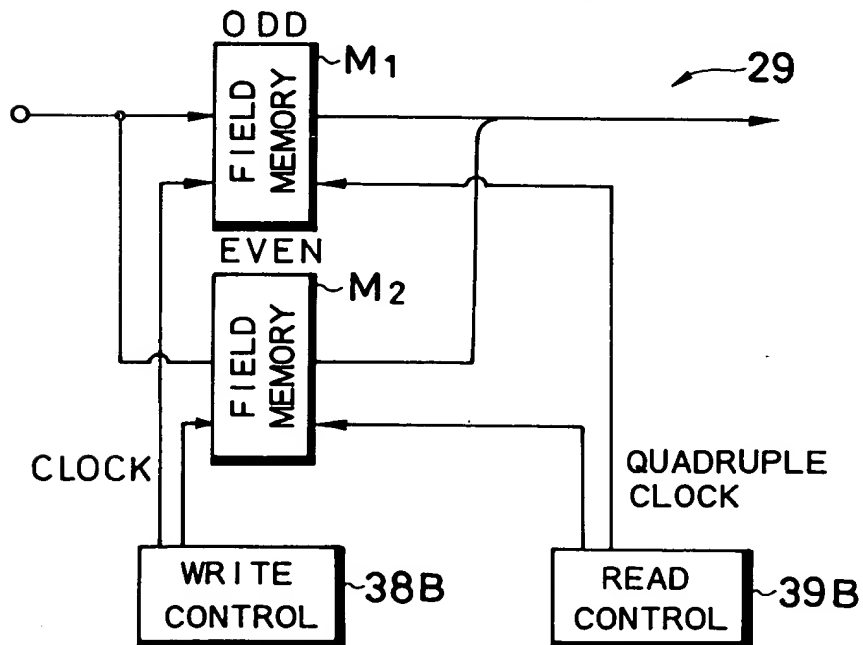 ODD
M1
29
FIELD
MEMORY
EVEN
M2
FIELD
MEMORY
CLOCK
QUADRUPLE
CLOCK
WRITE
CONTROL
38B
READ
CONTROL
39B